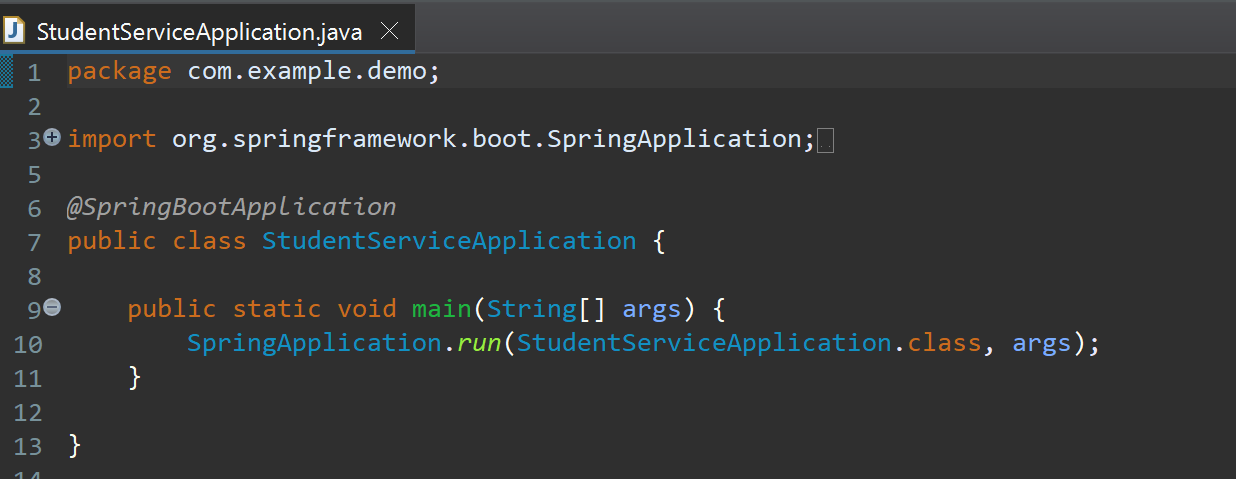 StudentServiceApplication.java
1 package com.example.demo;
2
3 import org.springframework.boot.SpringApplication;
5
6 @SpringBootApplication
7 public class StudentServiceApplication {
8
9 public static void main(String[] args) {
10 SpringApplication.run(StudentServiceApplication.class, args);
11 }
12
13 }
14